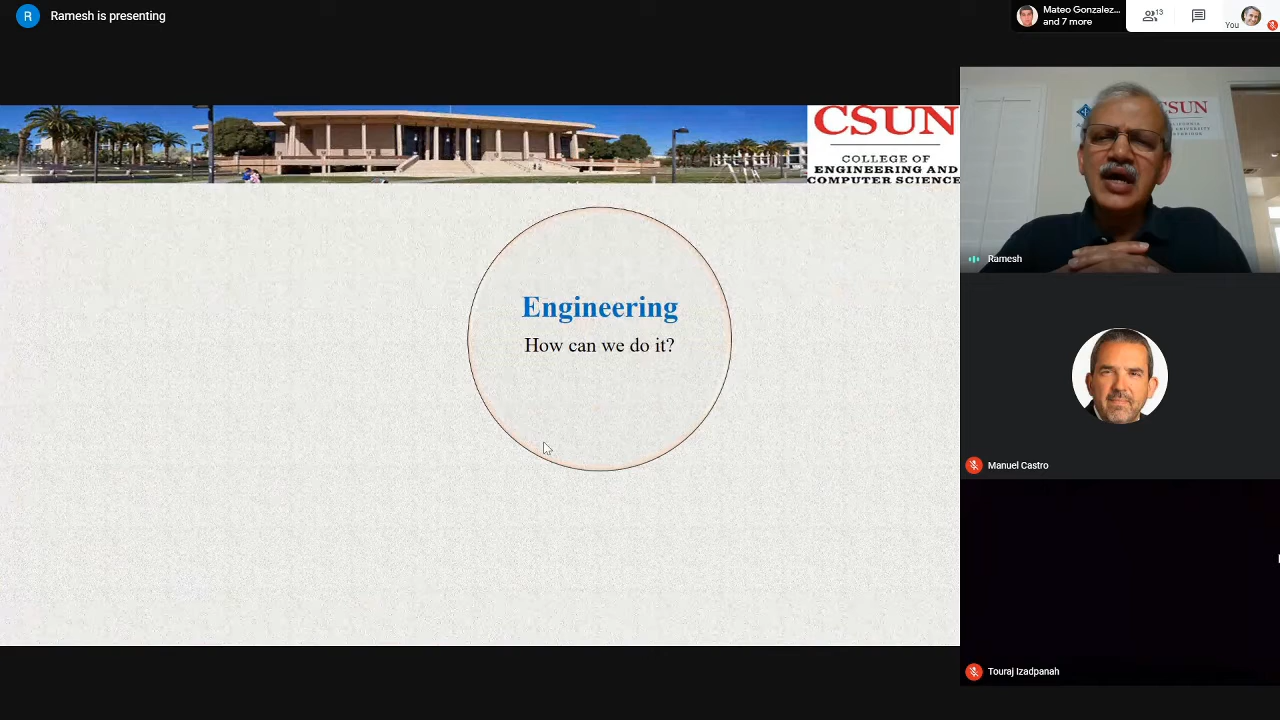 R
Ramesh is presenting
Mateo Gonzalez...
and 7 more
13
You
CSUN
COLLEGE OF
ENGINEERING AND
COMPUTER SCIENCE
Engineering
How can we do it?
CSUN
Ramesh
Manuel Castro
Touraj Izadpanah